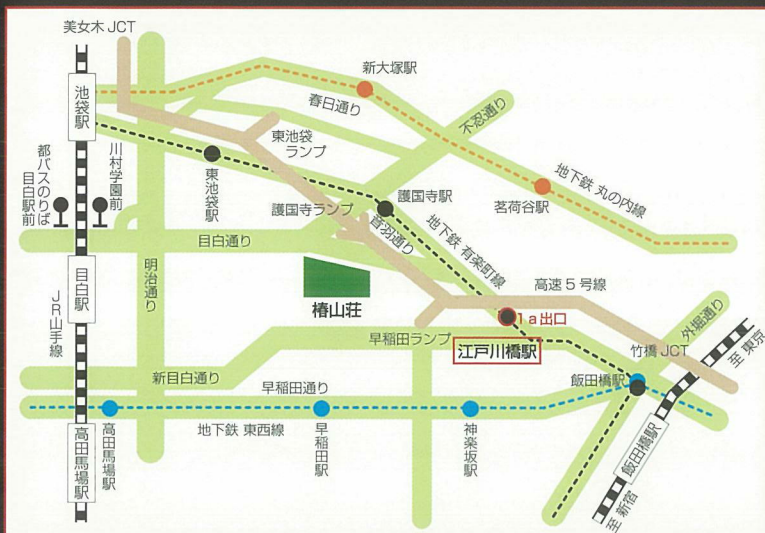 美女木 JCT
池袋駅
新大塚駅
春日通り
不忍通り
東池袋
ランプ
都バスのりば
目白駅前
川村学園前
東池袋駅
護国寺駅
護国寺ランプ
音羽通り
地下鉄 有楽町線
茗荷谷駅
地下鉄 丸の内線
目白通り
明治通り
目白駅
JR山手線
椿山荘
高速5号線
1a出口
外堀通り
早稲田ランプ
江戸川橋駅
竹橋 JCT
至 東京
新目白通り
早稲田通り
飯田橋駅
高田馬場駅
高田馬場駅
地下鉄 東西線
早稲田駅
神楽坂駅
飯田橋駅
至 新宿